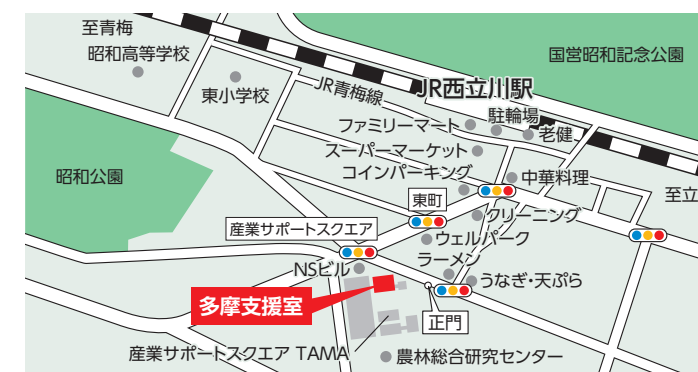 至青梅
昭和高等学校
国営昭和記念公園
東小学校
JR青梅線
JR西立川駅
駐輪場
ファミリーマート
老健
スーパーマーケット
コインパーキング
中華料理
昭和公園
至立
東町
クリーニング
産業サポートスクエア
ウェルパーク
ラーメン
NSビル
うなぎ・天ぷら
多摩支援室
正門
産業サポートスクエア TAMA
農林総合研究センター